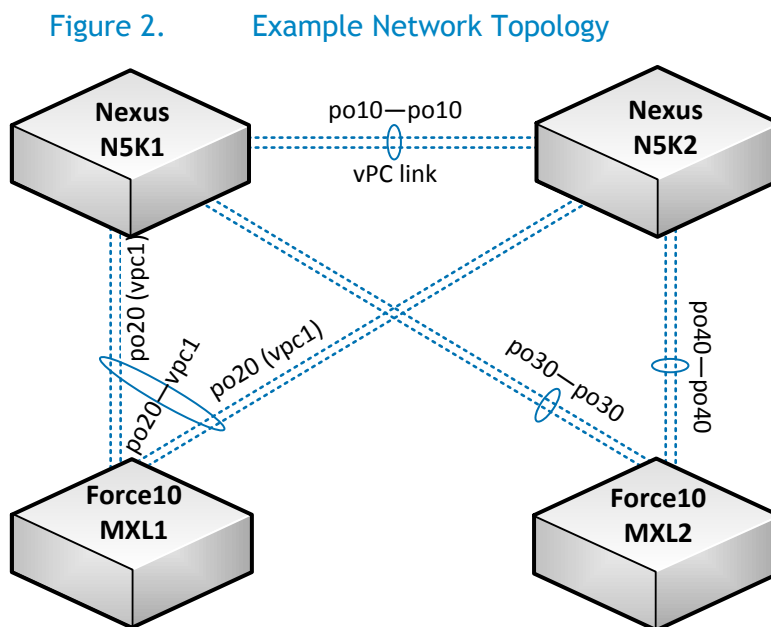 Figure 2. Example Network Topology
Nexus
N5K1
po10—po10
vPC link
Nexus
N5K2
po20 (vpc1)
po20—vpc1
po20 (vpc1)
po30—po30
po40—po40
Force10
MXL1
Force10
MXL2